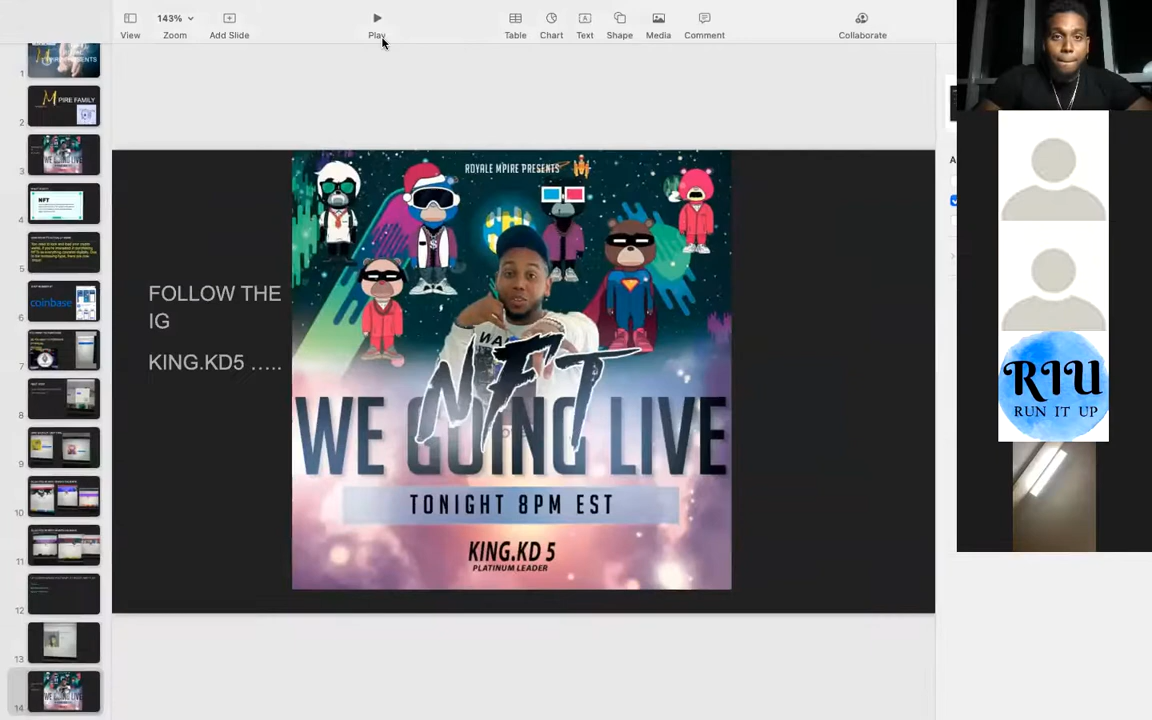 143%
View
Zoom
Add Slide
Play
Table
Chart
Text
Shape
Media
Comment
Collaborate
1
2
PIRE FAMILY
3
4
NFT
5
6
coinbase
7
8
9
10
11
12
13
14
FOLLOW THE
IG
KING.KD5 …..
ROYALE MPIRE PRESENTS
NFT
WE GOING LIVE
TONIGHT 8PM EST
KING.KD 5
PLATINUM LEADER
RIU
RUN IT UP